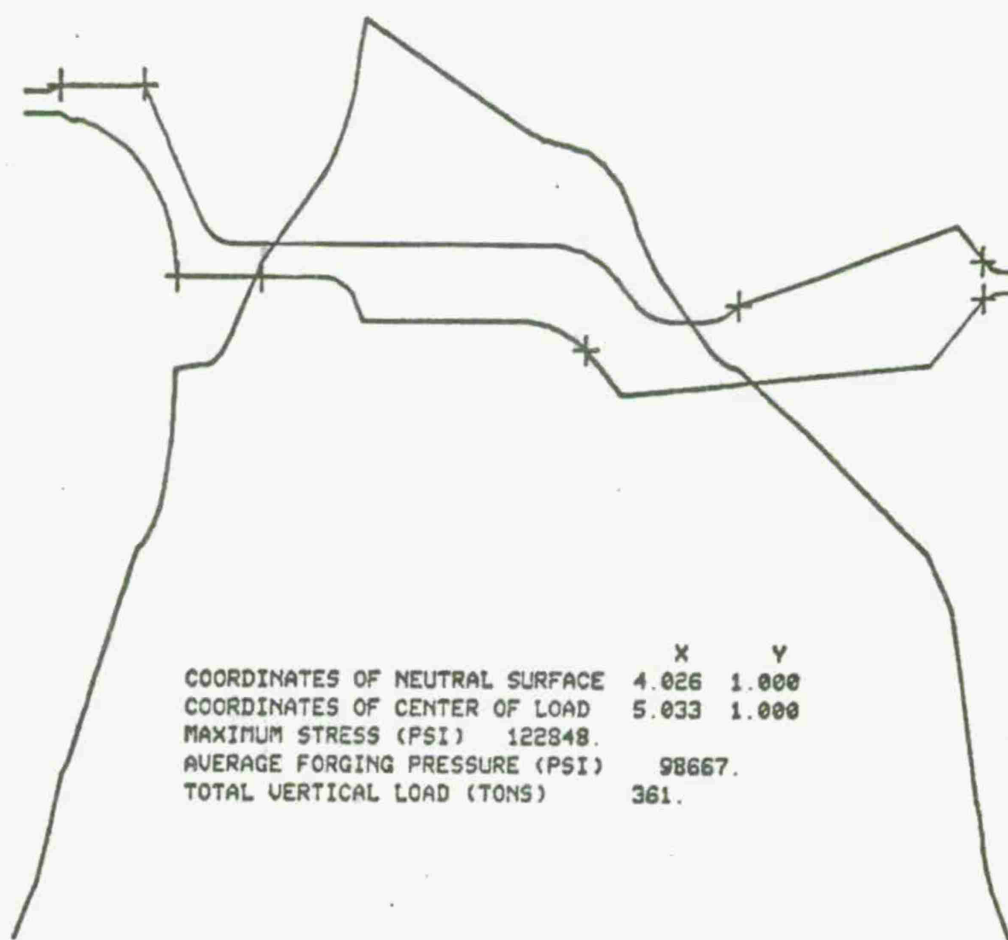 X Y
COORDINATES OF NEUTRAL SURFACE 4.026 1.000
COORDINATES OF CENTER OF LOAD 5.033 1.000
MAXIMUM STRESS (PSI) 122848.
AVERAGE FORGING PRESSURE (PSI) 98667.
TOTAL VERTICAL LOAD (TONS) 361.